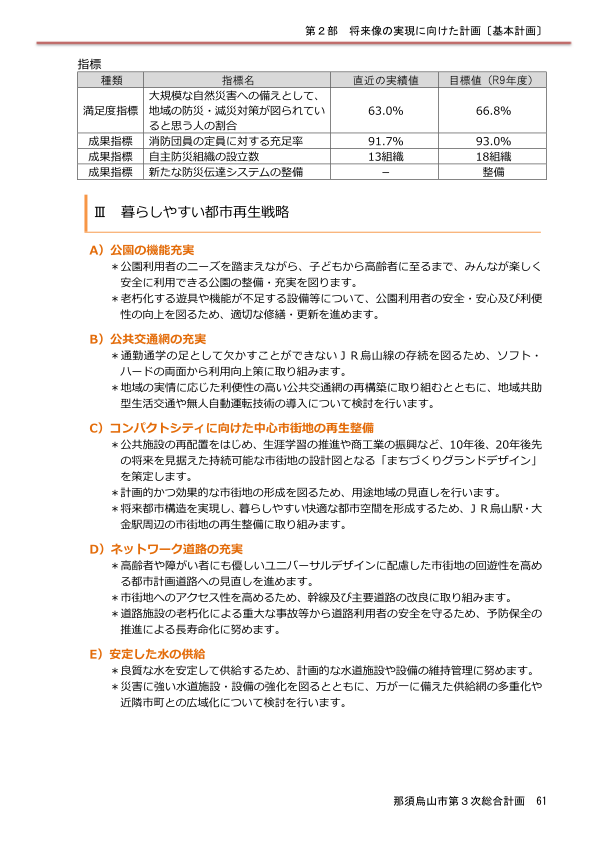 第２部　将来像の実現に向けた計画〔基本計画〕
指標
種類　指標名　直近の実績値　目標値（R9年度）
大規模な自然災害への備えとして、
満足度指標　地域の防災・減災対策が図られてい　63.0%　66.8%
ると思う人の割合
成果指標　消防団員の定員に対する充足率　91.7%　93.0%
成果指標　自主防災組織の設立数　13組織　18組織
成果指標　新たな防災伝達システムの整備　－　整備
Ⅲ　暮らしやすい都市再生戦略
A）公園の機能充実
＊公園利用者のニーズを踏まえながら、子どもから高齢者に至るまで、みんなが楽しく
安全に利用できる公園の整備・充実を図ります。
＊老朽化する遊具や機能が不足する設備等について、公園利用者の安全・安心及び利便
性の向上を図るため、適切な修繕・更新を進めます。
B）公共交通網の充実
＊通勤通学の足として欠かすことができないＪＲ烏山線の存続を図るため、ソフト・
ハードの両面から利用向上策に取り組みます。
＊地域の実情に応じた利便性の高い公共交通網の再構築に取り組むとともに、地域共助
型生活交通や無人自動運転技術の導入について検討を行います。
C）コンパクトシティに向けた中心市街地の再生整備
＊公共施設の再配置をはじめ、生涯学習の推進や商工業の振興など、10年後、20年後先
の将来を見据えた持続可能な市街地の設計図となる「まちづくりグランドデザイン」
を策定します。
＊計画的かつ効果的な市街地の形成を図るため、用途地域の見直しを行います。
＊将来都市構造を実現し、暮らしやすい快適な都市空間を形成するため、ＪＲ烏山駅・大
金駅周辺の市街地の再生整備に取り組みます。
D）ネットワーク道路の充実
＊高齢者や障がい者にも優しいユニバーサルデザインに配慮した市街地の回遊性を高め
る都市計画道路への見直しを進めます。
＊市街地へのアクセス性を高めるため、幹線及び主要道路の改良に取り組みます。
＊道路施設の老朽化による重大な事故等から道路利用者の安全を守るため、予防保全の
推進による長寿命化に努めます。
E）安定した水の供給
＊良質な水を安定して供給するため、計画的な水道施設や設備の維持管理に努めます。
＊災害に強い水道施設・設備の強化を図るとともに、万が一に備えた供給網の多重化や
近隣市町との広域化について検討を行います。
那須烏山市第３次総合計画　61